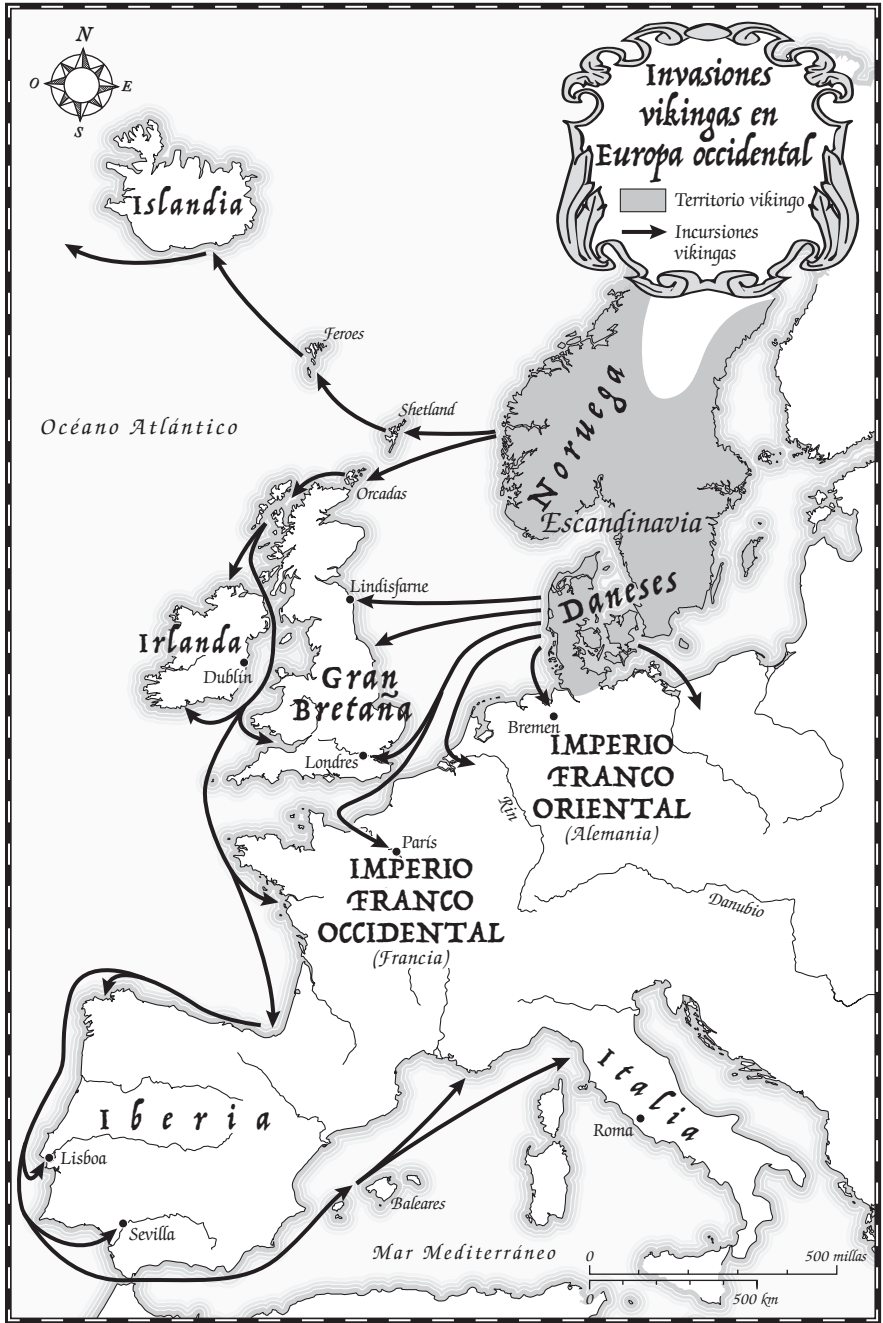 N
O
E
S
Invasiones
vikingas en
Europa occidental
Territorio vikingo
Incursiones
vikingas
Islandia
Feroes
Shetland
Océano Atlántico
Orcadas
Noruega
Escandinavia
Daneses
Lindisfarne
Irlanda
Dublín
Gran
Bretaña
Londres
Bremen
IMPERIO
FRANCO
ORIENTAL
(Alemania)
Rin
París
IMPERIO
FRANCO
OCCIDENTAL
(Francia)
Danubio
Iberia
Italia
Roma
Lisboa
Sevilla
Baleares
Mar Mediterráneo
0
500 millas
0
500 km